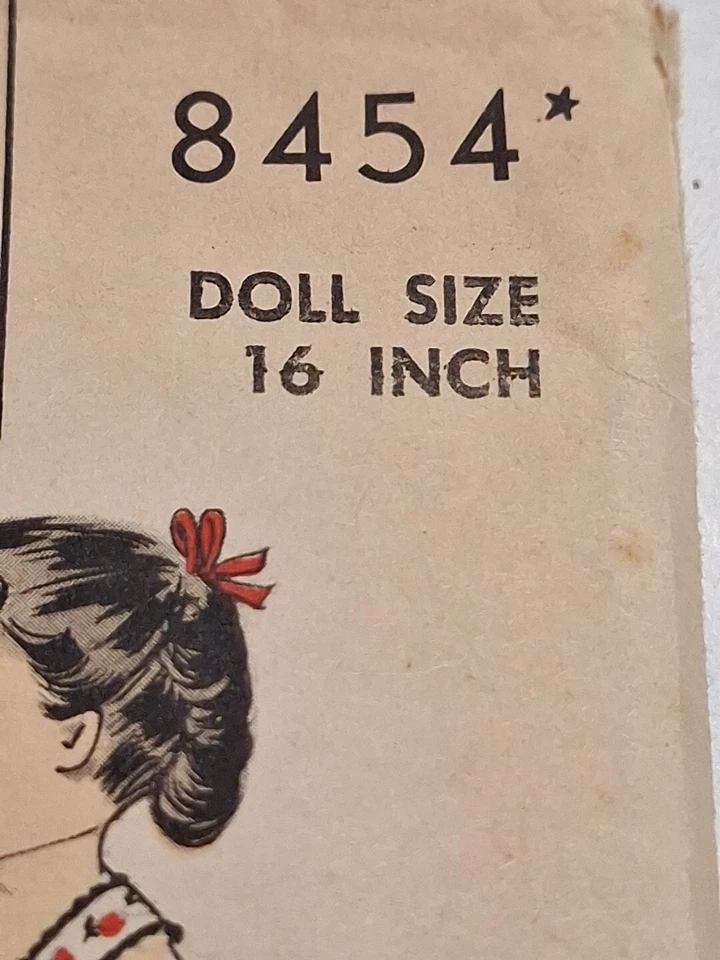 8454*
DOLL SIZE
16 INCH